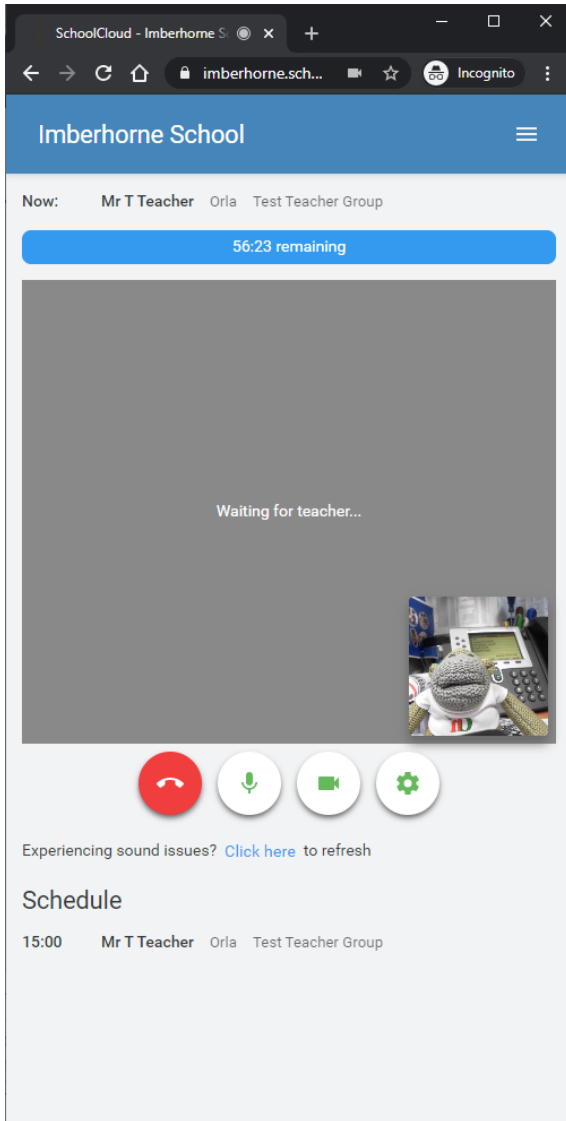 SchoolCloud - Imberhorne S
imberhorne.sch... Incognito
Imberhorne School
Now: Mr T Teacher Orla Test Teacher Group
56:23 remaining
Waiting for teacher...
Experiencing sound issues? Click here to refresh
Schedule
15:00 Mr T Teacher Orla Test Teacher Group